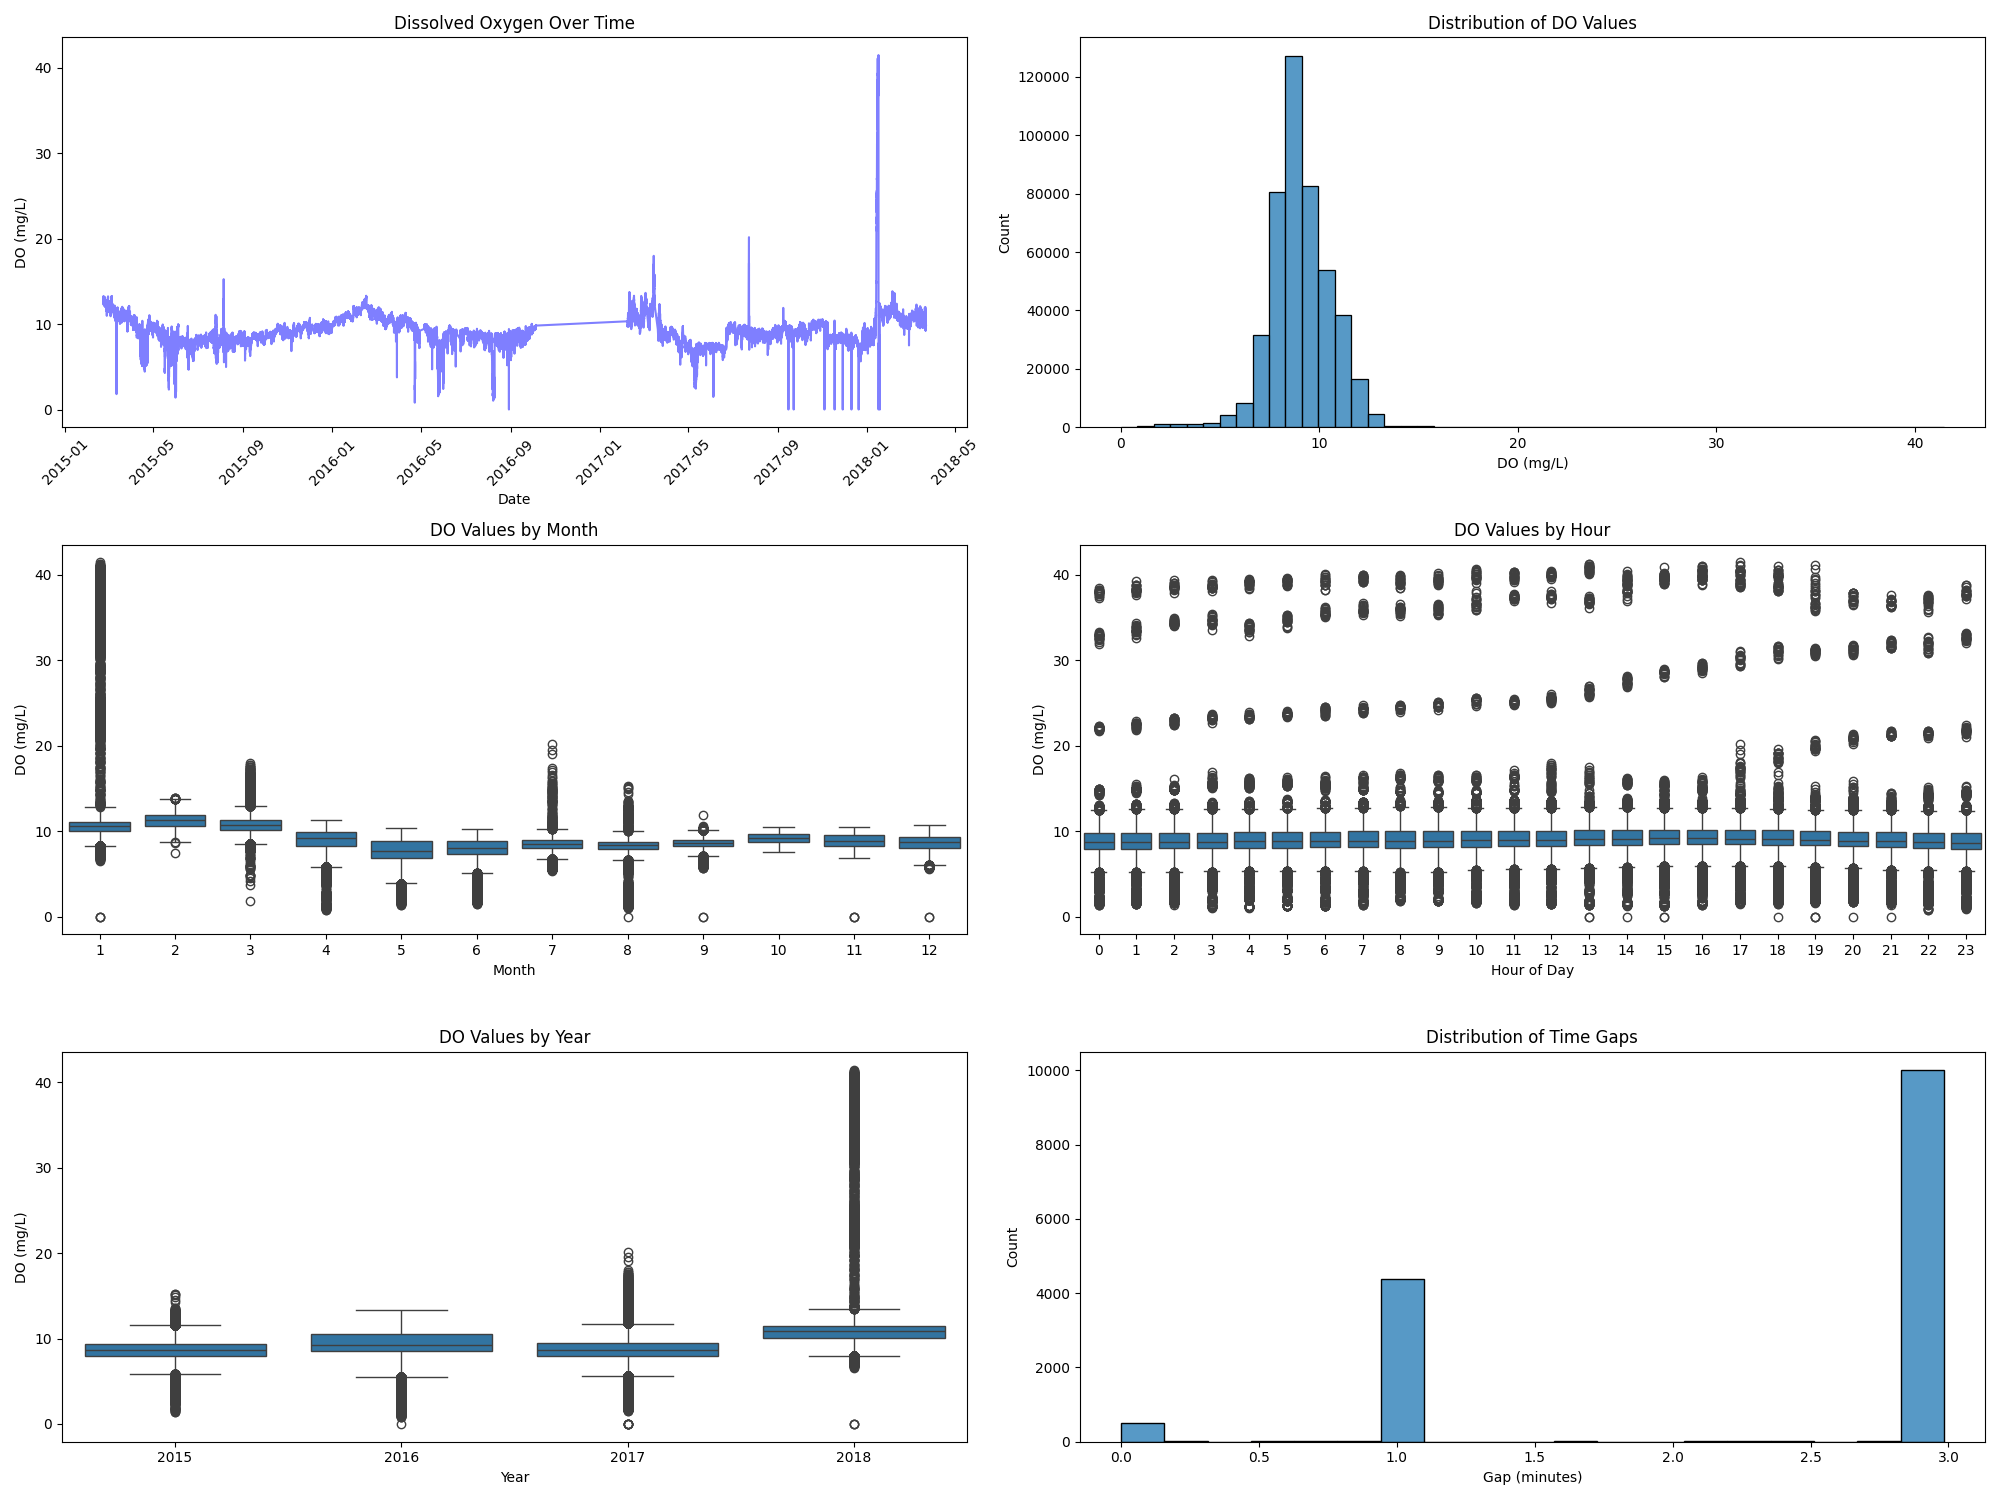 Dissolved Oxygen Over Time
DO (mg/L)
40
30
20
10
0
2015-01 2015-05 2015-09 2016-01 2016-05 2016-09 2017-01 2017-05 2017-09 2018-01 2018-05
Date
Distribution of DO Values
Count
120000
100000
80000
60000
40000
20000
0
0 10 20 30 40
DO (mg/L)
DO Values by Month
DO (mg/L)
40
30
20
10
0
1 2 3 4 5 6 7 8 9 10 11 12
Month
DO Values by Hour
DO (mg/L)
40
30
20
10
0
0 1 2 3 4 5 6 7 8 9 10 11 12 13 14 15 16 17 18 19 20 21 22 23
Hour of Day
DO Values by Year
DO (mg/L)
40
30
20
10
0
2015 2016 2017 2018
Year
Distribution of Time Gaps
Count
10000
8000
6000
4000
2000
0
0.0 0.5 1.0 1.5 2.0 2.5 3.0
Gap (minutes)